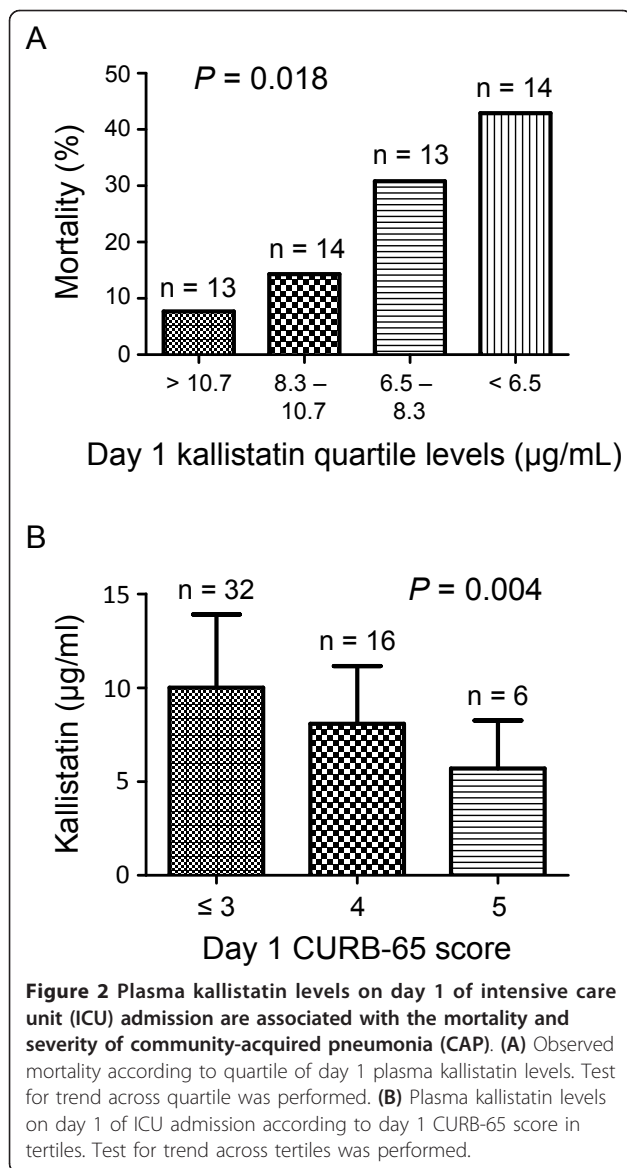 A
50
40
30
20
10
0
Mortality (%)
P = 0.018
n = 13
n = 14
n = 13
n = 14
> 10.7
8.3 –
10.7
6.5 –
8.3
< 6.5
Day 1 kallistatin quartile levels (µg/mL)
B
15
10
5
0
Kallistatin (µg/ml)
n = 32
n = 16
n = 6
P = 0.004
≤ 3
4
5
Day 1 CURB-65 score
Figure 2 Plasma kallistatin levels on day 1 of intensive care
unit (ICU) admission are associated with the mortality and
severity of community-acquired pneumonia (CAP). (A) Observed
mortality according to quartile of day 1 plasma kallistatin levels. Test
for trend across quartile was performed. (B) Plasma kallistatin levels
on day 1 of ICU admission according to day 1 CURB-65 score in
tertiles. Test for trend across tertiles was performed.